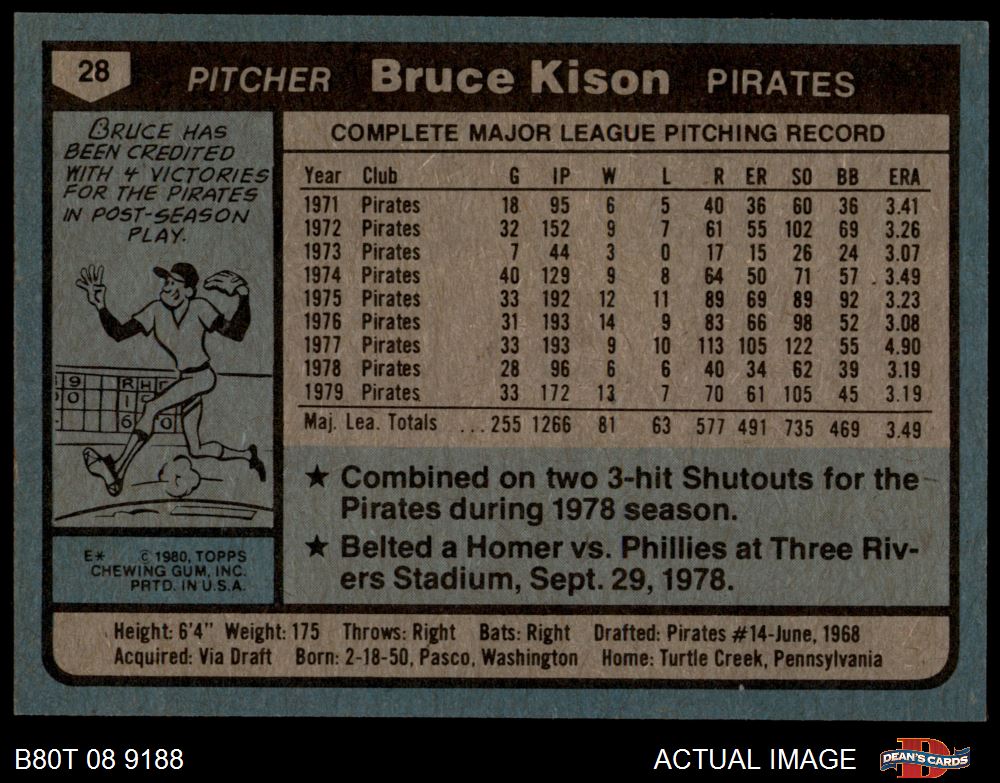 28 PITCHER Bruce Kison PIRATES
BRUCE HAS
BEEN CREDITED
WITH 4 VICTORIES
FOR THE PIRATES
IN POST-SEASON
PLAY.
9 R H E
0 1
6 0
E* © 1980, TOPPS
CHEWING GUM, INC.
PRTD. IN U.S.A.
COMPLETE MAJOR LEAGUE PITCHING RECORD
Year Club G IP W L R ER SO BB ERA
1971 Pirates 18 95 6 5 40 36 60 36 3.41
1972 Pirates 32 152 9 7 61 55 102 69 3.26
1973 Pirates 7 44 3 0 17 15 26 24 3.07
1974 Pirates 40 129 9 8 64 50 71 57 3.49
1975 Pirates 33 192 12 11 89 69 89 92 3.23
1976 Pirates 31 193 14 9 83 66 98 52 3.08
1977 Pirates 33 193 9 10 113 105 122 55 4.90
1978 Pirates 28 96 6 6 40 34 62 39 3.19
1979 Pirates 33 172 13 7 70 61 105 45 3.19
Maj. Lea. Totals ...255 1266 81 63 577 491 735 469 3.49
★ Combined on two 3-hit Shutouts for the
Pirates during 1978 season.
★ Belted a Homer vs. Phillies at Three Riv-
ers Stadium, Sept. 29, 1978.
Height: 6'4" Weight: 175 Throws: Right Bats: Right Drafted: Pirates #14-June, 1968
Acquired: Via Draft Born: 2-18-50, Pasco, Washington Home: Turtle Creek, Pennsylvania
B80T 08 9188 ACTUAL IMAGE DEAN'S CARDS